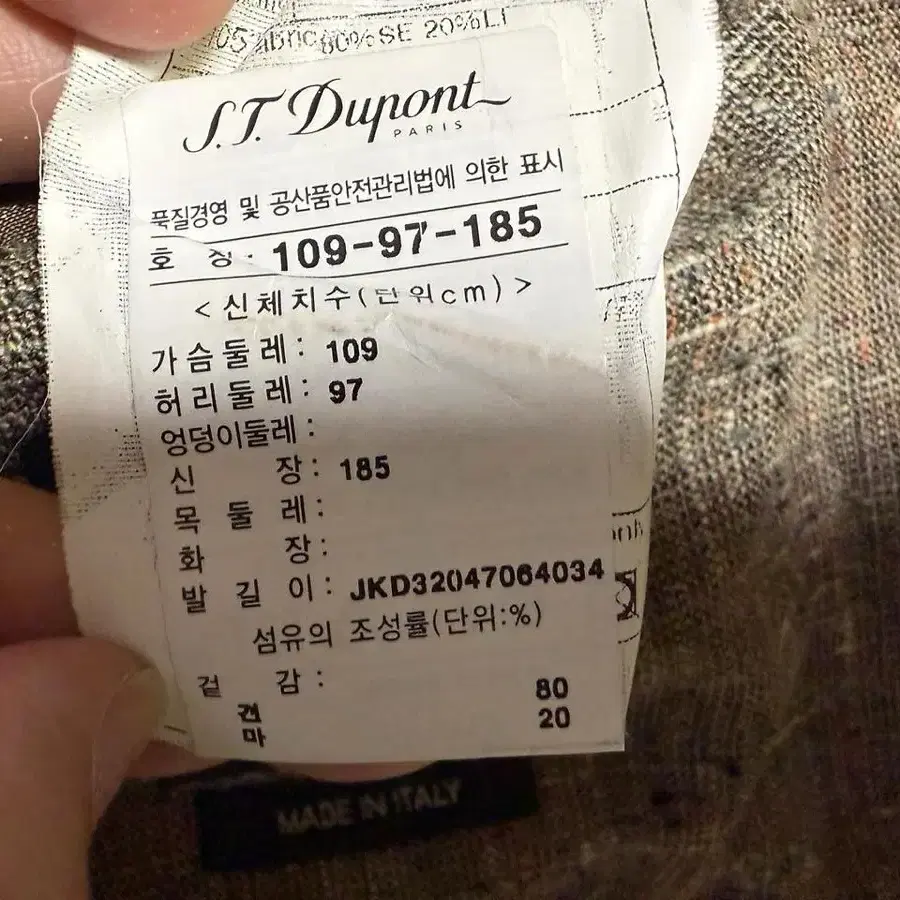 80%SE 20%LI
S.T. Dupont
PARIS
품질경영 및 공산품안전관리법에 의한 표시
호 칭: 109-97-185
<신체치수(단위cm)>
가슴둘레: 109
허리둘레: 97
엉덩이둘레:
신 장: 185
목 둘 레:
화 장:
발 길 이: JKD32047064034
섬유의 조성률(단위:%)
겉 감:
견 80
마 20
MADE IN ITALY